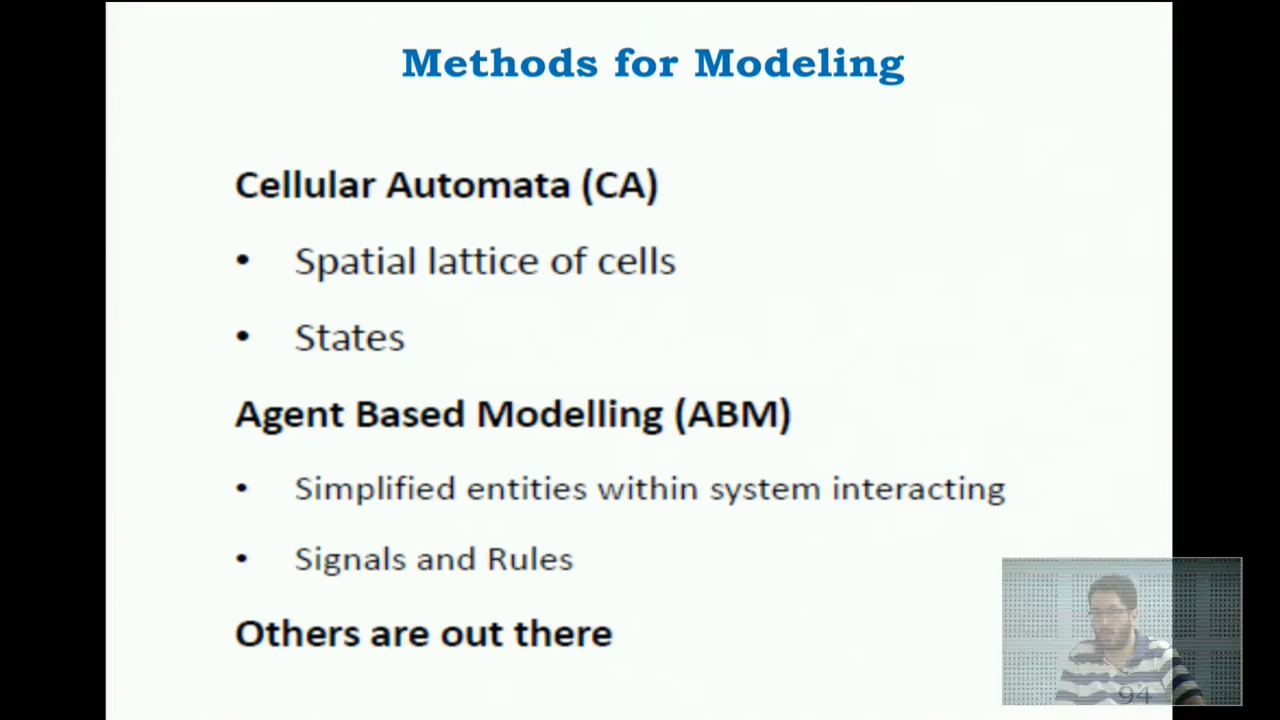 Methods for Modeling
Cellular Automata (CA)
• Spatial lattice of cells
• States
Agent Based Modelling (ABM)
• Simplified entities within system interacting
• Signals and Rules
Others are out there
94